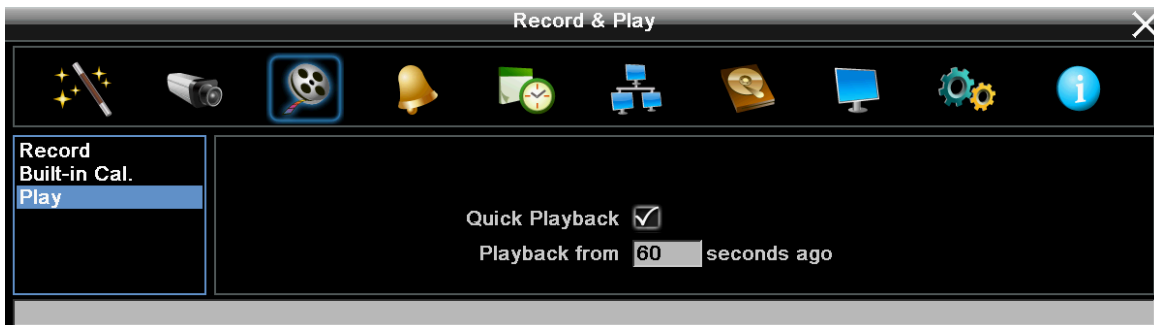 Record & Play
Record
Built-in Cal.
Play
Quick Playback
Playback from 60 seconds ago